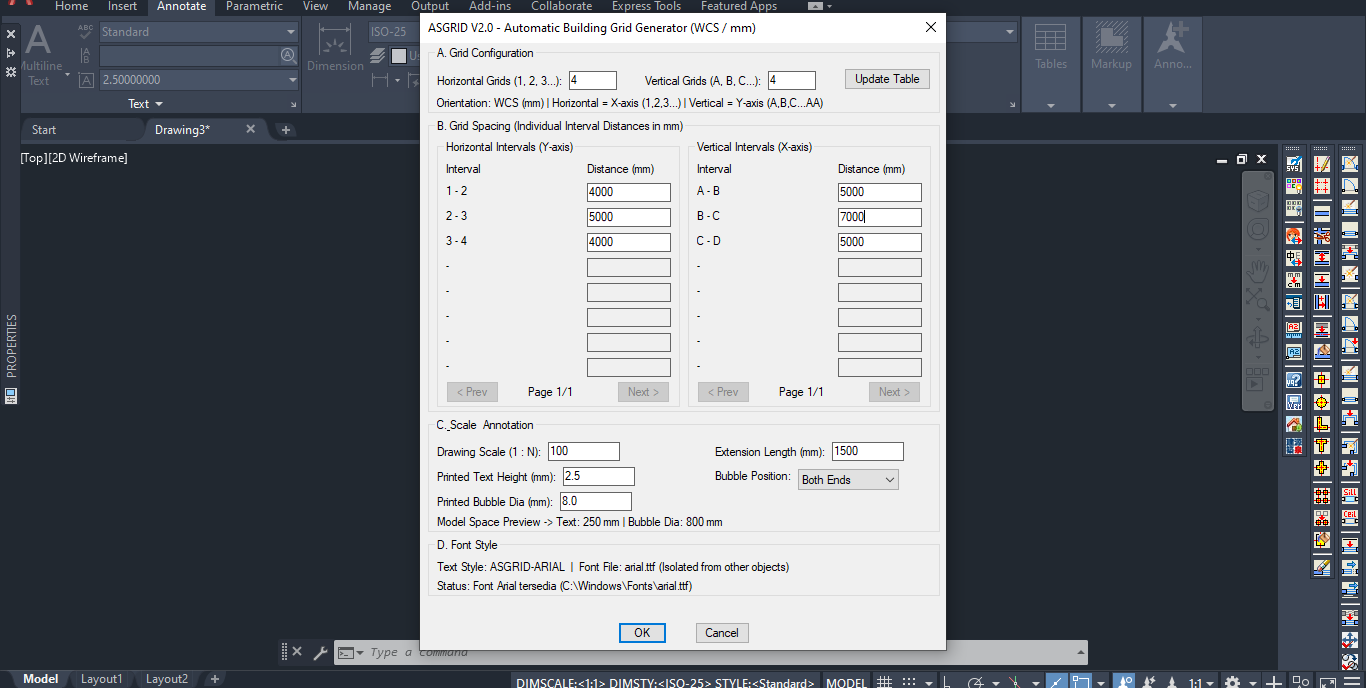 Home Insert Annotate Parametric View Manage Output Add-ins Collaborate Express Tools Featured Apps
ABC
Standard
ISO-25
A
Multiline
Text
2.50000000
Dimension
Tables
Markup
Anno...
Text
Start
Drawing3*
[Top][2D Wireframe]
PROPERTIES
ASGRID V2.0 - Automatic Building Grid Generator (WCS / mm)
A. Grid Configuration
Horizontal Grids (1, 2, 3...): 4 Vertical Grids (A, B, C...): 4 Update Table
Orientation: WCS (mm) | Horizontal = X-axis (1,2,3...) | Vertical = Y-axis (A,B,C...AA)
B. Grid Spacing (Individual Interval Distances in mm)
Horizontal Intervals (Y-axis) Vertical Intervals (X-axis)
Interval Distance (mm) Interval Distance (mm)
1 - 2 4000 A - B 5000
2 - 3 5000 B - C 7000
3 - 4 4000 C - D 5000
- -
- -
- -
- -
- -
< Prev Page 1/1 Next > < Prev Page 1/1 Next >
C._Scale Annotation
Drawing Scale (1 : N): 100 Extension Length (mm): 1500
Printed Text Height (mm): 2.5 Bubble Position: Both Ends
Printed Bubble Dia (mm): 8.0
Model Space Preview -> Text: 250 mm | Bubble Dia: 800 mm
D. Font Style
Text Style: ASGRID-ARIAL | Font File: arial.ttf (Isolated from other objects)
Status: Font Arial tersedia (C:\Windows\Fonts\arial.ttf)
OK Cancel
Type a command
Model Layout1 Layout2 +
DIMSCALE:<1:1> DIMSTY:<ISO-25> STYLE:<Standard> MODEL 1:1
SYS
Sill
Ceil